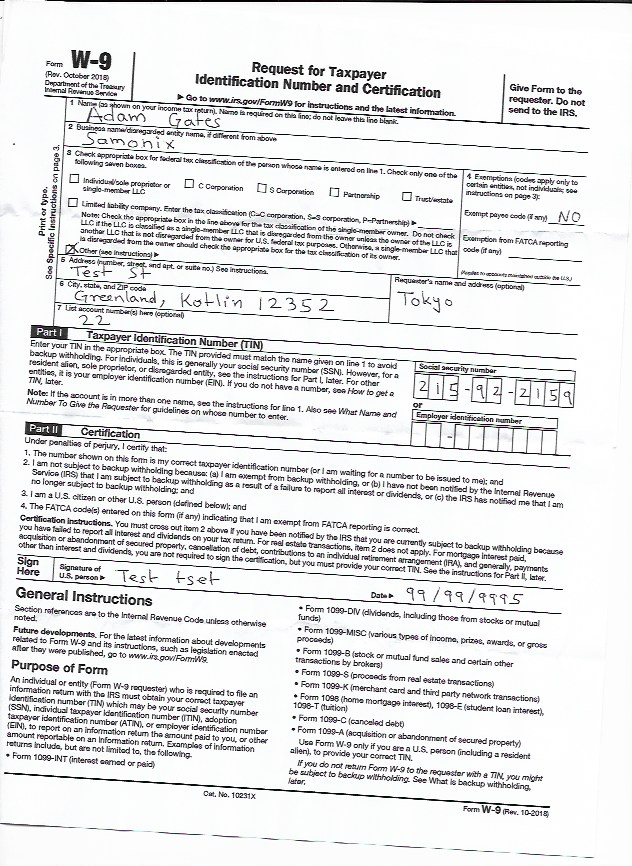 Form W-9
(Rev. October 2018)
Department of the Treasury
Internal Revenue Service
Request for Taxpayer
Identification Number and Certification
▶ Go to www.irs.gov/FormW9 for instructions and the latest information.
Give Form to the
requester. Do not
send to the IRS.
Print or type.
See Specific Instructions on page 3.
1 Name (as shown on your income tax return). Name is required on this line; do not leave this line blank.
Adam Gates
2 Business name/disregarded entity name, if different from above
Samonix
3 Check appropriate box for federal tax classification of the person whose name is entered on line 1. Check only one of the
following seven boxes.
Individual/sole proprietor or
single-member LLC
C Corporation
S Corporation
Partnership
Trust/estate
Limited liability company. Enter the tax classification (C=C corporation, S=S corporation, P=Partnership) ▶
Note: Check the appropriate box in the line above for the tax classification of the single-member owner. Do not check
LLC if the LLC is classified as a single-member LLC that is disregarded from the owner unless the owner of the LLC is
another LLC that is not disregarded from the owner for U.S. federal tax purposes. Otherwise, a single-member LLC that
is disregarded from the owner should check the appropriate box for the tax classification of its owner.
Other (see instructions) ▶
4 Exemptions (codes apply only to
certain entities, not individuals; see
instructions on page 3):
Exempt payee code (if any) NO
Exemption from FATCA reporting
code (if any)
(Applies to accounts maintained outside the U.S.)
5 Address (number, street, and apt. or suite no.) See instructions.
Test St
Requester's name and address (optional)
Tokyo
6 City, state, and ZIP code
Greenland, Kotlin 12352
7 List account number(s) here (optional)
22
Part I Taxpayer Identification Number (TIN)
Enter your TIN in the appropriate box. The TIN provided must match the name given on line 1 to avoid
backup withholding. For individuals, this is generally your social security number (SSN). However, for a
resident alien, sole proprietor, or disregarded entity, see the instructions for Part I, later. For other
entities, it is your employer identification number (EIN). If you do not have a number, see How to get a
TIN, later.
Note: If the account is in more than one name, see the instructions for line 1. Also see What Name and
Number To Give the Requester for guidelines on whose number to enter.
Social security number
215-92-2159
or
Employer identification number
-
Part II Certification
Under penalties of perjury, I certify that:
1. The number shown on this form is my correct taxpayer identification number (or I am waiting for a number to be issued to me); and
2. I am not subject to backup withholding because: (a) I am exempt from backup withholding, or (b) I have not been notified by the Internal Revenue
Service (IRS) that I am subject to backup withholding as a result of a failure to report all interest or dividends, or (c) the IRS has notified me that I am
no longer subject to backup withholding; and
3. I am a U.S. citizen or other U.S. person (defined below); and
4. The FATCA code(s) entered on this form (if any) indicating that I am exempt from FATCA reporting is correct.
Certification instructions. You must cross out item 2 above if you have been notified by the IRS that you are currently subject to backup withholding because
you have failed to report all interest and dividends on your tax return. For real estate transactions, item 2 does not apply. For mortgage interest paid,
acquisition or abandonment of secured property, cancellation of debt, contributions to an individual retirement arrangement (IRA), and generally, payments
other than interest and dividends, you are not required to sign the certification, but you must provide your correct TIN. See the instructions for Part II, later.
Sign
Here
Signature of
U.S. person ▶ Test tset
Date ▶ 99/99/9995
General Instructions
Section references are to the Internal Revenue Code unless otherwise
noted.
Future developments. For the latest information about developments
related to Form W-9 and its instructions, such as legislation enacted
after they were published, go to www.irs.gov/FormW9.
Purpose of Form
An individual or entity (Form W-9 requester) who is required to file an
information return with the IRS must obtain your correct taxpayer
identification number (TIN) which may be your social security number
(SSN), individual taxpayer identification number (ITIN), adoption
taxpayer identification number (ATIN), or employer identification number
(EIN), to report on an information return the amount paid to you, or other
amount reportable on an information return. Examples of information
returns include, but are not limited to, the following.
• Form 1099-INT (interest earned or paid)
• Form 1099-DIV (dividends, including those from stocks or mutual
funds)
• Form 1099-MISC (various types of income, prizes, awards, or gross
proceeds)
• Form 1099-B (stock or mutual fund sales and certain other
transactions by brokers)
• Form 1099-S (proceeds from real estate transactions)
• Form 1099-K (merchant card and third party network transactions)
• Form 1098 (home mortgage interest), 1098-E (student loan interest),
1098-T (tuition)
• Form 1099-C (canceled debt)
• Form 1099-A (acquisition or abandonment of secured property)
Use Form W-9 only if you are a U.S. person (including a resident
alien), to provide your correct TIN.
If you do not return Form W-9 to the requester with a TIN, you might
be subject to backup withholding. See What is backup withholding,
later.
Cat. No. 10231X
Form W-9 (Rev. 10-2018)